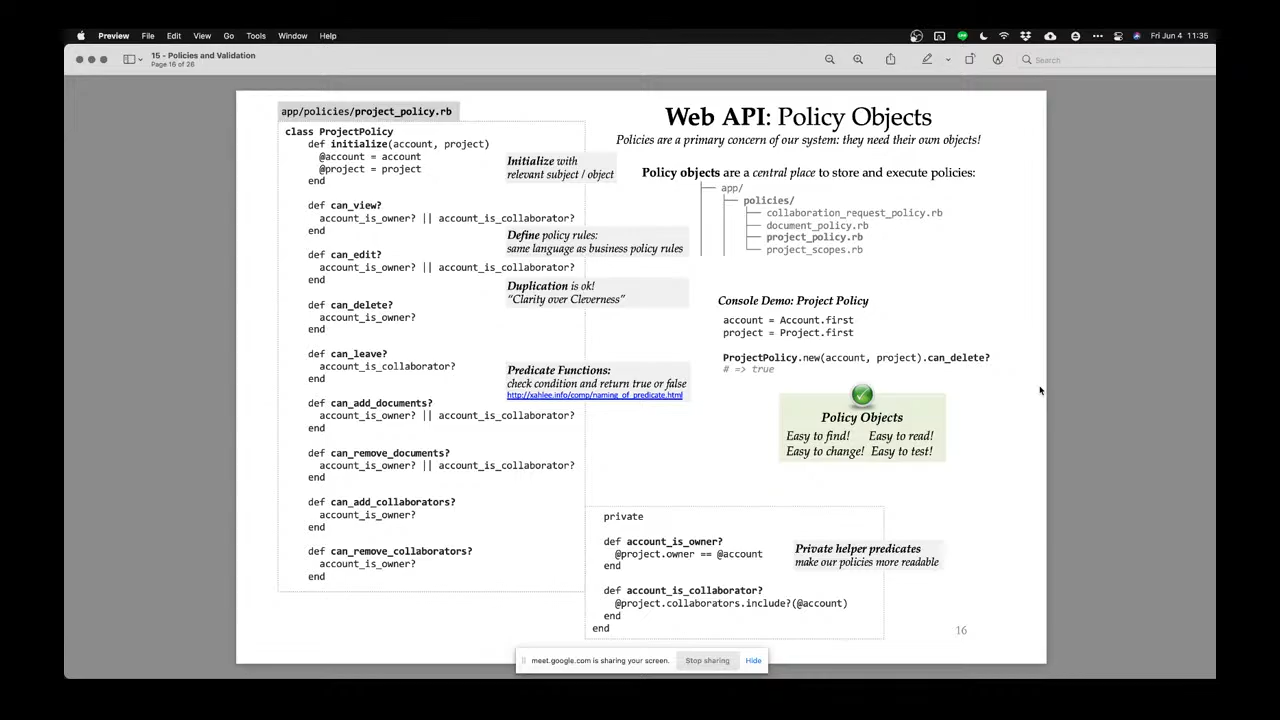 Preview File Edit View Go Tools Window Help
Fri Jun 4 11:35
15 - Policies and Validation
Page 16 of 26
Search
app/policies/project_policy.rb
class ProjectPolicy
def initialize(account, project)
@account = account
@project = project
end
def can_view?
account_is_owner? || account_is_collaborator?
end
def can_edit?
account_is_owner? || account_is_collaborator?
end
def can_delete?
account_is_owner?
end
def can_leave?
account_is_collaborator?
end
def can_add_documents?
account_is_owner? || account_is_collaborator?
end
def can_remove_documents?
account_is_owner? || account_is_collaborator?
end
def can_add_collaborators?
account_is_owner?
end
def can_remove_collaborators?
account_is_owner?
end
Initialize with
relevant subject / object
Define policy rules:
same language as business policy rules
Duplication is ok!
“Clarity over Cleverness”
Predicate Functions:
check condition and return true or false
http://xahlee.info/comp/naming_of_predicate.html
private
def account_is_owner?
@project.owner == @account
end
def account_is_collaborator?
@project.collaborators.include?(@account)
end
end
Private helper predicates
make our policies more readable
Web API: Policy Objects
Policies are a primary concern of our system: they need their own objects!
Policy objects are a central place to store and execute policies:
app/
policies/
collaboration_request_policy.rb
document_policy.rb
project_policy.rb
project_scopes.rb
Console Demo: Project Policy
account = Account.first
project = Project.first
ProjectPolicy.new(account, project).can_delete?
# => true
Policy Objects
Easy to find! Easy to read!
Easy to change! Easy to test!
16
meet.google.com is sharing your screen. Stop sharing Hide